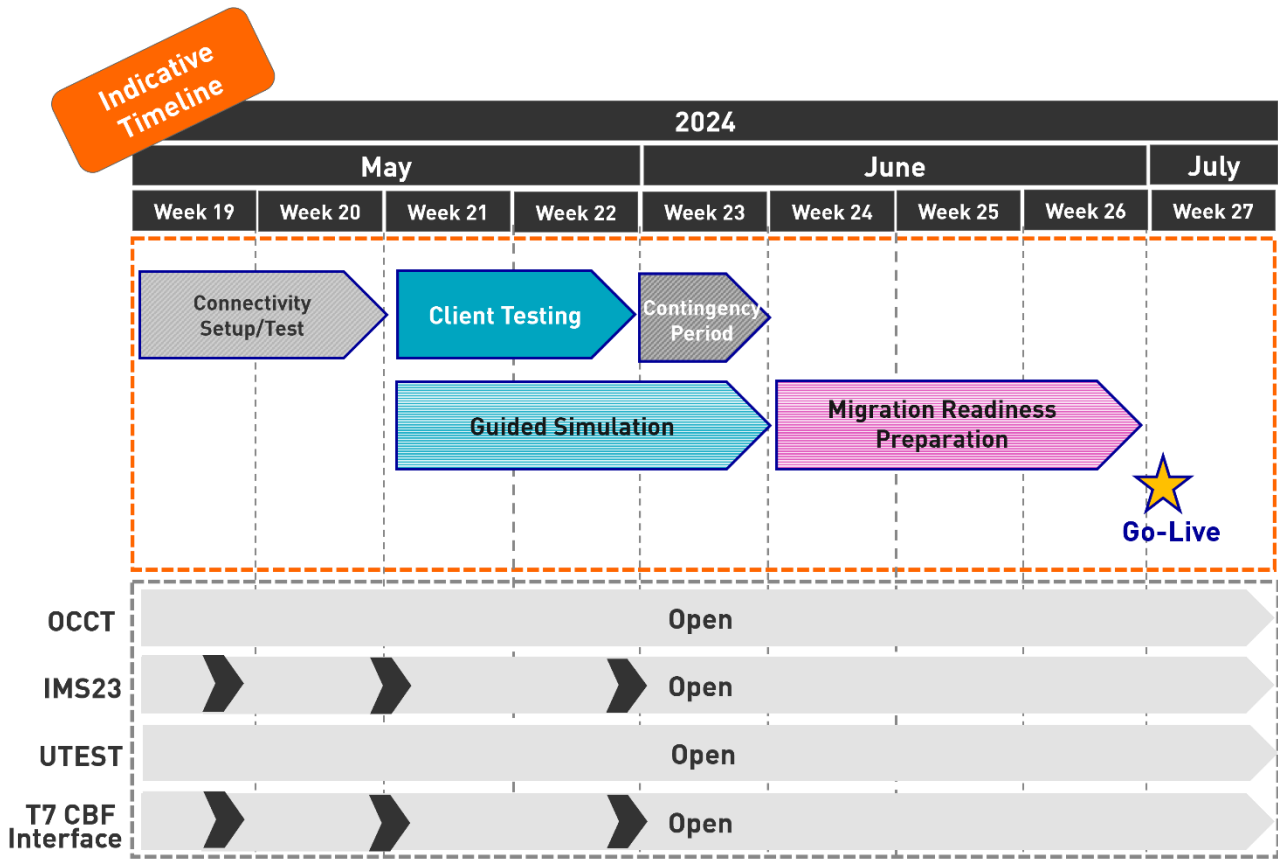 Indicative
Timeline
2024
May
June
July
Week 19
Week 20
Week 21
Week 22
Week 23
Week 24
Week 25
Week 26
Week 27
Connectivity
Setup/Test
Client Testing
Contingency
Period
Guided Simulation
Migration Readiness
Preparation
Go-Live
OCCT
Open
IMS23
Open
UTEST
Open
T7 CBF
Interface
Open